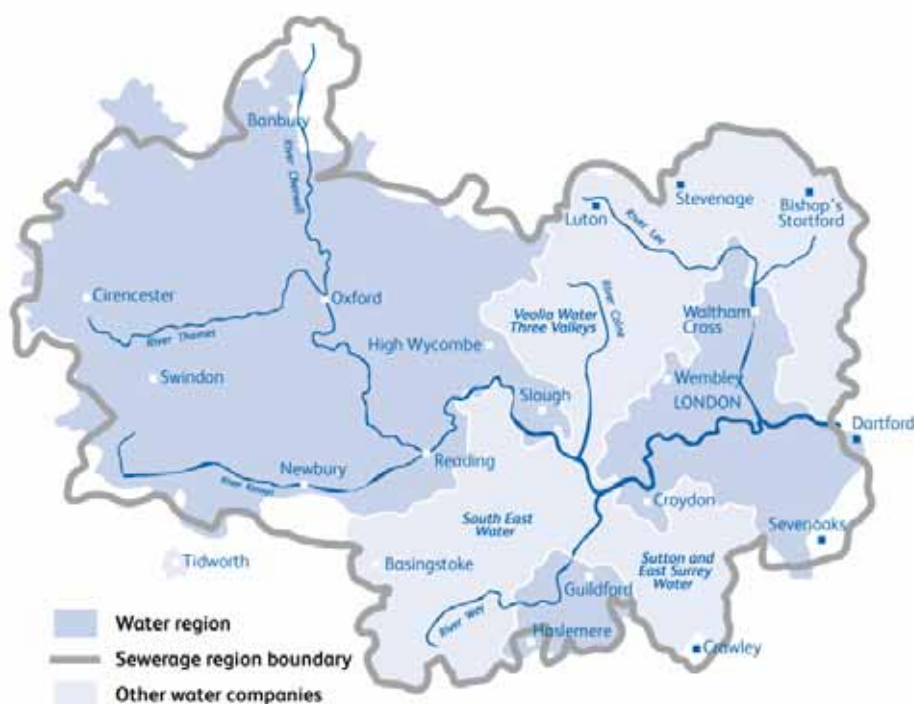 Banbury
River Cherwell
Stevenage
Bishop's
Stortford
Luton
River Lee
Cirencester
Oxford
River Thames
Veolia Water
Three Valleys
River Colne
Waltham
Cross
High Wycombe
Swindon
Wembley
Slough
LONDON
Dartford
Reading
Newbury
River Kennet
Croydon
South East
Water
Sevenoaks
Tidworth
Basingstoke
Sutton and
East Surrey
Water
Guildford
River Wey
Haslemere
Crawley
Water region
Sewerage region boundary
Other water companies